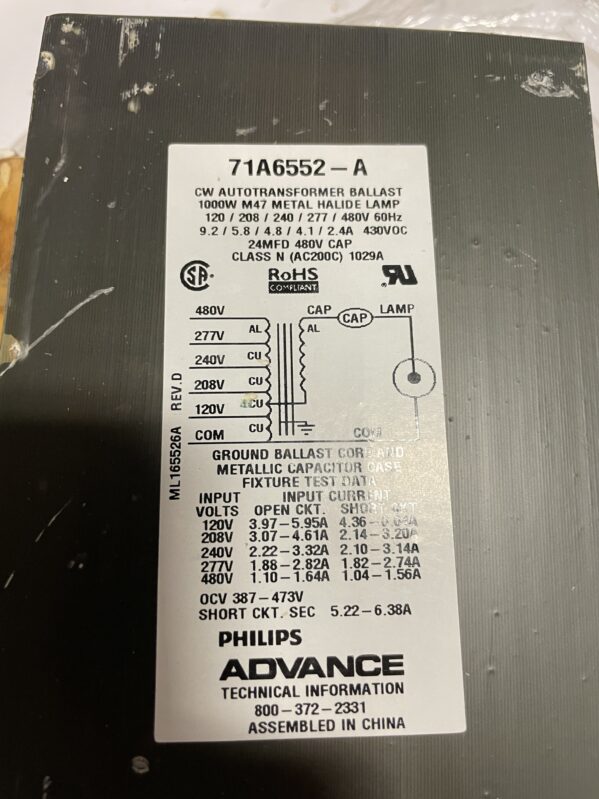 71A6552-A
CW AUTOTRANSFORMER BALLAST
1000W M47 METAL HALIDE LAMP
120 / 208 / 240 / 277 / 480V 60Hz
9.2 / 5.8 / 4.8 / 4.1 / 2.4A 430VOC
24MFD 480V CAP
CLASS N (AC200C) 1029A
SA
RoHS
COMPLIANT
RU
480V
CAP
CAP
LAMP
277V
AL
AL
240V
CU
208V
CU
120V
CU
COM
CU
COM
ML165526A REV.D
GROUND BALLAST CORE AND
METALLIC CAPACITOR CASE
FIXTURE TEST DATA
INPUT INPUT CURRENT
VOLTS OPEN CKT. SHORT CKT.
120V 3.97-5.95A 4.36-
208V 3.07-4.61A 2.14-3.20A
240V 2.22-3.32A 2.10-3.14A
277V 1.88-2.82A 1.82-2.74A
480V 1.10-1.64A 1.04-1.56A
OCV 387-473V
SHORT CKT. SEC 5.22-6.38A
PHILIPS
ADVANCE
TECHNICAL INFORMATION
800-372-2331
ASSEMBLED IN CHINA